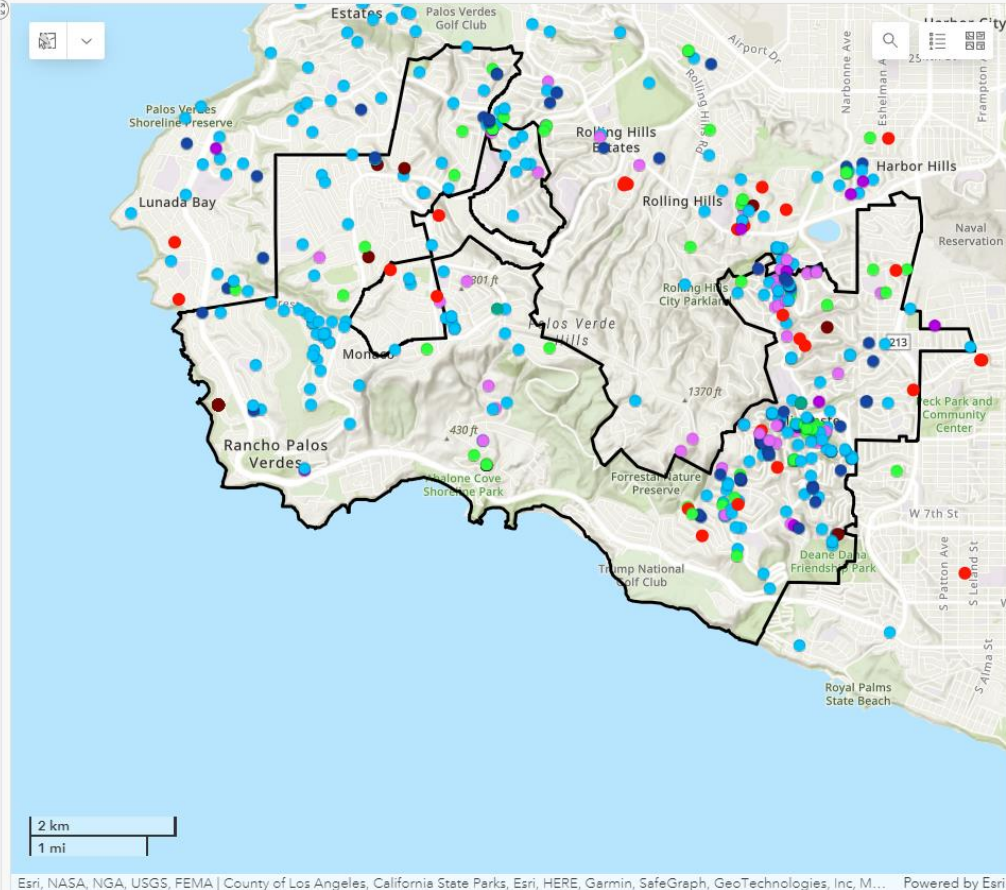 Estates
Palos Verdes
Golf Club
Harbor City
Airport Dr
Narbonne Ave
Eshelman A
Frampton A
Rolling Hills Rd
Palos Verdes
Shoreline Preserve
Rolling Hills
Estates
Harbor Hills
Lunada Bay
Rolling Hills
Naval
Reservation
801 ft
Rolling Hills
City Parkland
Palos Verde
Hills
213
Monaco
1370 ft
Peck Park and
Community
Center
430 ft
Rancho Palos
Verdes
Abalone Cove
Shoreline Park
Forrestal Nature
Preserve
W 7th St
Deane Dana
Friendship Park
Trump National
Golf Club
S Patton Ave
S Leland St
S Alma St
Royal Palms
State Beach
2 km
1 mi
Esri, NASA, NGA, USGS, FEMA | County of Los Angeles, California State Parks, Esri, HERE, Garmin, SafeGraph, GeoTechnologies, Inc, M... Powered by Esri